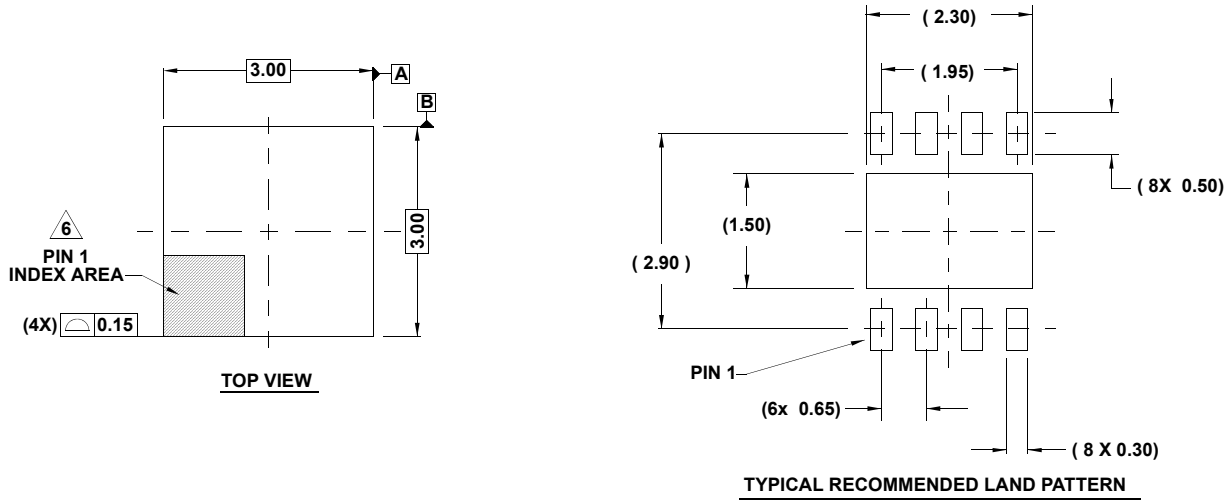 3.00
A
B
3.00
6
PIN 1
INDEX AREA
(4X) 0.15
TOP VIEW
( 2.30)
( 1.95)
( 8X 0.50)
(1.50)
( 2.90 )
PIN 1
(6x 0.65)
( 8 X 0.30)
TYPICAL RECOMMENDED LAND PATTERN